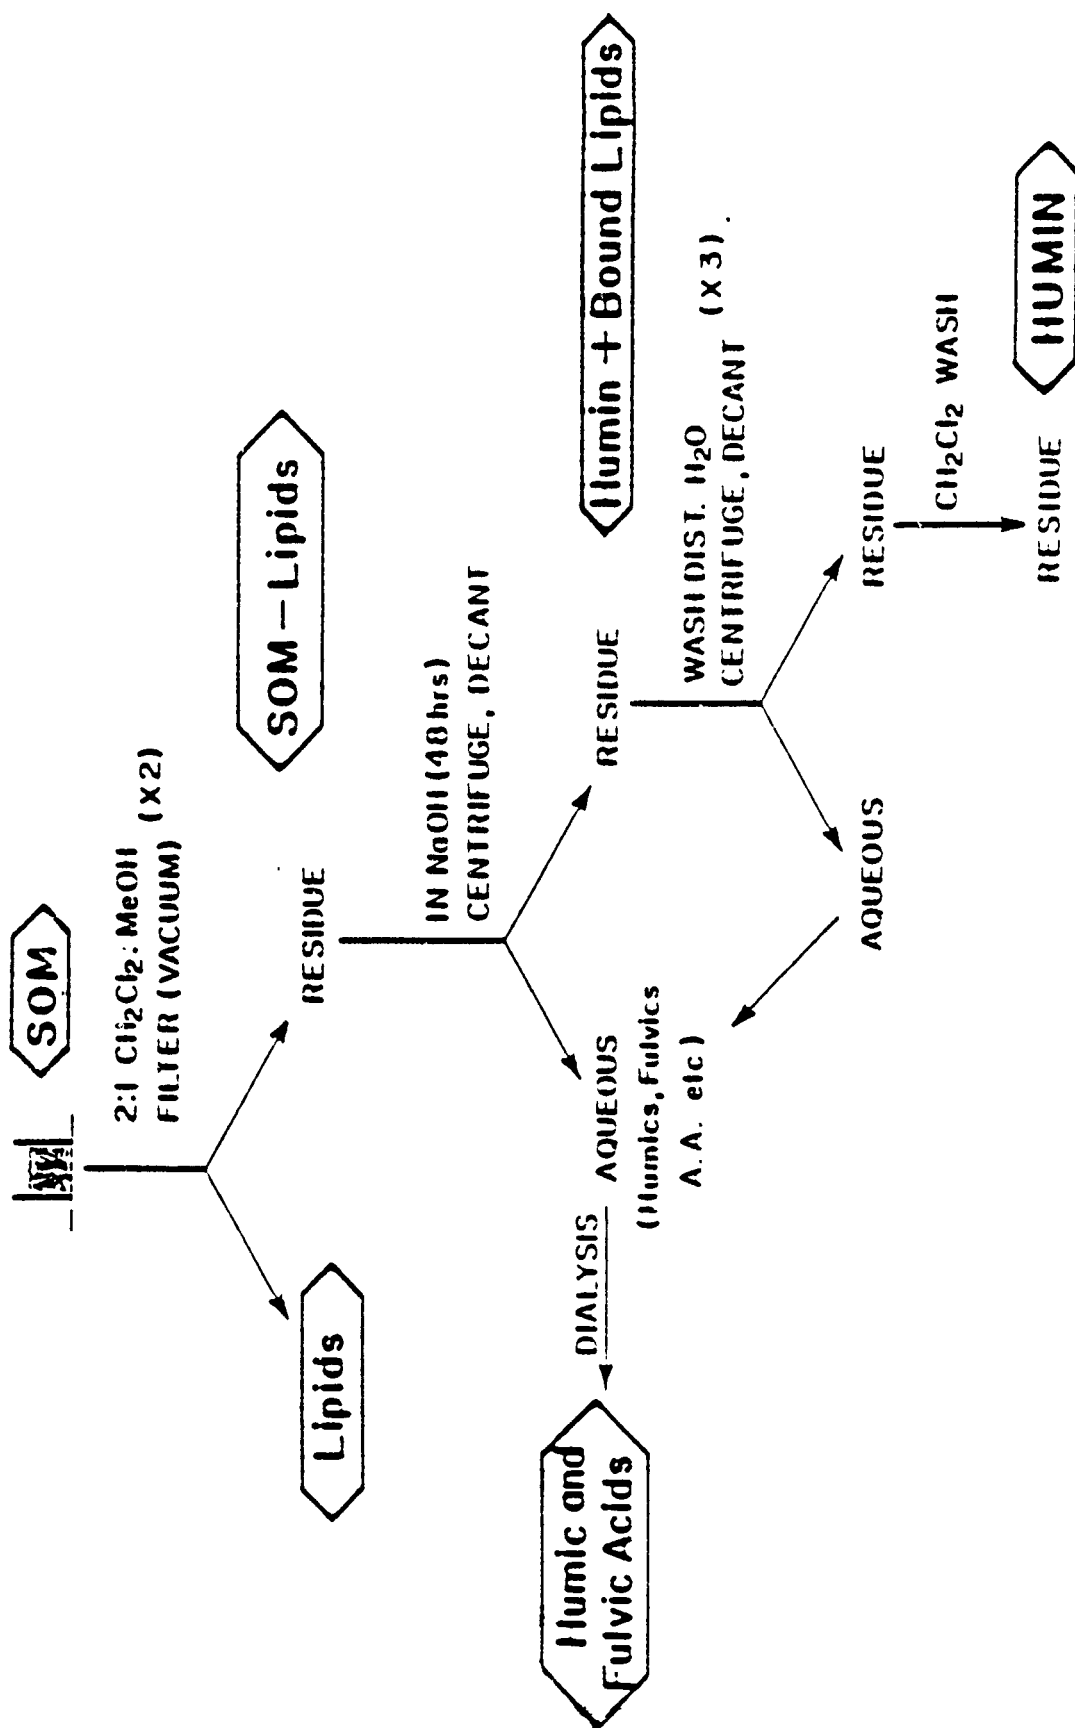 SOM
2:1 CH₂Cl₂:MeOH
FILTER (VACUUM) (X2)
Lipids
RESIDUE
SOM–Lipids
IN NaOH (48 hrs)
CENTRIFUGE, DECANT
Humic and
Fulvic Acids
DIALYSIS
AQUEOUS
(Humics, Fulvics
A.A. etc)
RESIDUE
Humin + Bound Lipids
WASH DIST. H₂O
CENTRIFUGE, DECANT (X3).
AQUEOUS
RESIDUE
CH₂Cl₂ WASH
RESIDUE
HUMIN